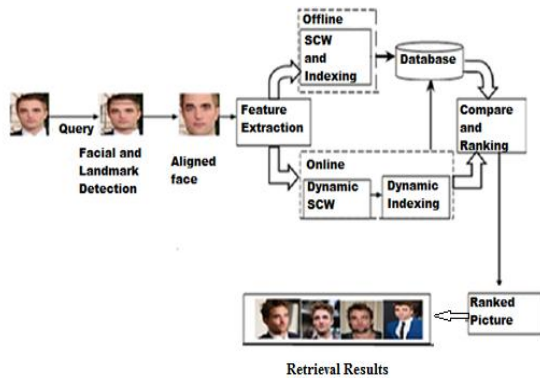 Offline
SCW
and
Indexing
Database
Query
Feature
Extraction
Compare
and
Ranking
Facial and
Landmark
Detection
Aligned
face
Online
Dynamic
SCW
Dynamic
Indexing
Ranked
Picture
Retrieval Results